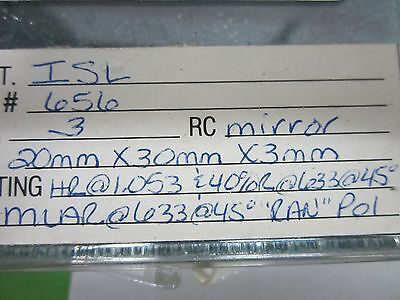 T. ISL
# 656
-3 RC mirror
20mm X 30mm X 3mm
TING HR@1.053 & 40%R@633@45°
MLAR@633@45° "RAN" POl